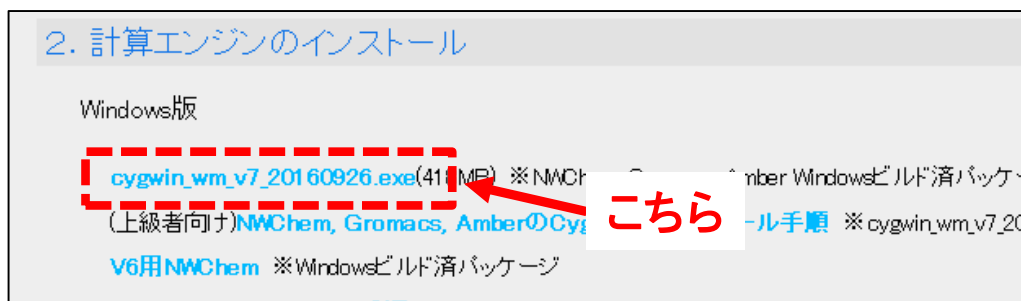 2. 計算エンジンのインストール
Windows版
cygwin_wm_v7_20160926.exe(41 MB) ※NWCh mber Windowsビルド済パッケー
(上級者向け)NWChem, Gromacs, AmberのCyg ール手順 ※cygwin_wm_v7_20
こちら
V6用NWChem ※Windowsビルド済パッケージ